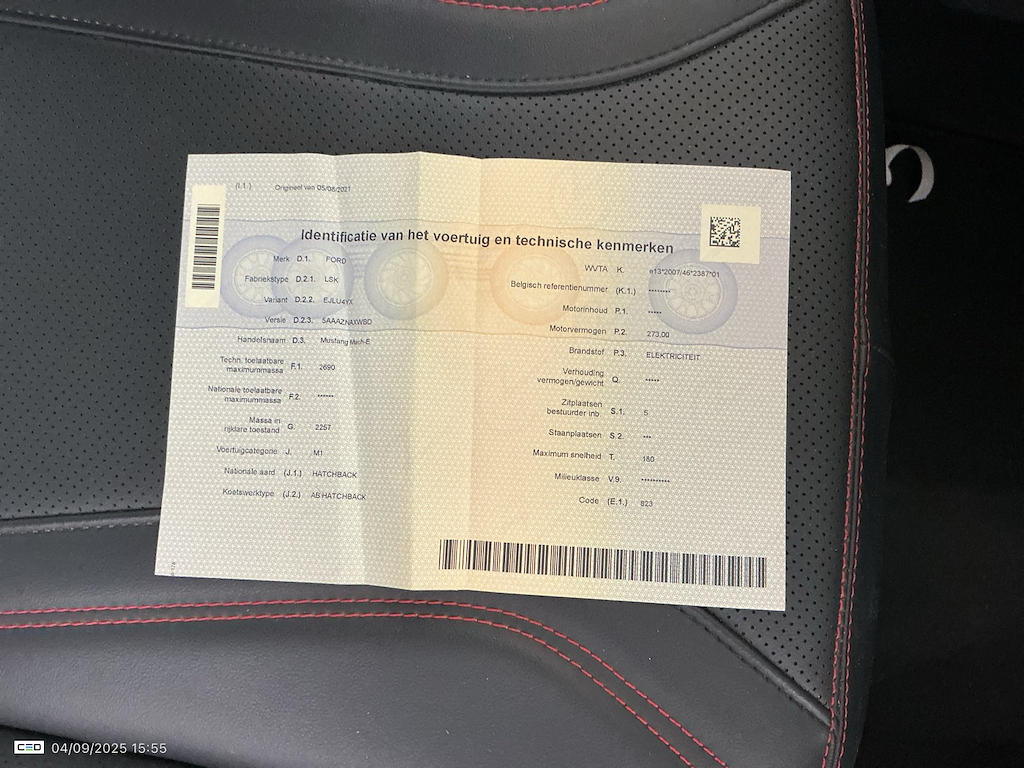 (I.1.) Origineel van 05/08/2021
Identificatie van het voertuig en technische kenmerken
Merk D.1. FORD
Fabriekstype D.2.1. LSK
Variant D.2.2. EJLU4YX
Versie D.2.3. 5AAAZNAXWBD
Handelsnaam D.3. Mustang Mach-E
Techn. toelaatbare
maximummassa F.1. 2690
Nationale toelaatbare
maximummassa F.2. ******
Massa in
rijklare toestand G. 2257
Voertuigcategorie J. M1
Nationale aard (J.1.) HATCHBACK
Koetswerktype (J.2.) AB HATCHBACK
WVTA K. e13*2007/46*2387*01
Belgisch referentienummer (K.1.) ********
Motorinhoud P.1. *****
Motorvermogen P.2. 273,00
Brandstof P.3. ELEKTRICITEIT
Verhouding
vermogen/gewicht Q. *****
Zitplaatsen
bestuurder inb. S.1. 5
Staanplaatsen S.2. ***
Maximum snelheid T. 180
Milieuklasse V.9. **********
Code (E.1.) 823
CEO 04/09/2025 15:55